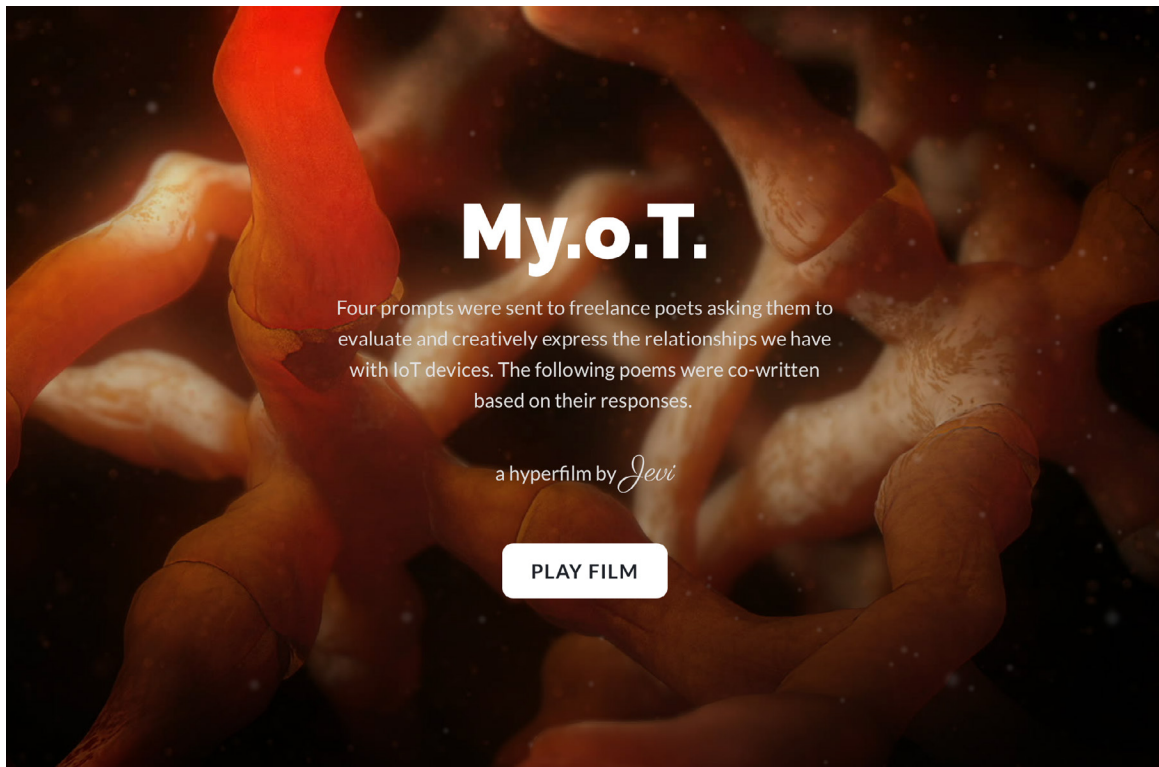 My.o.T.
Four prompts were sent to freelance poets asking them to
evaluate and creatively express the relationships we have
with IoT devices. The following poems were co-written
based on their responses.
a hyperfilm by Jevi
PLAY FILM